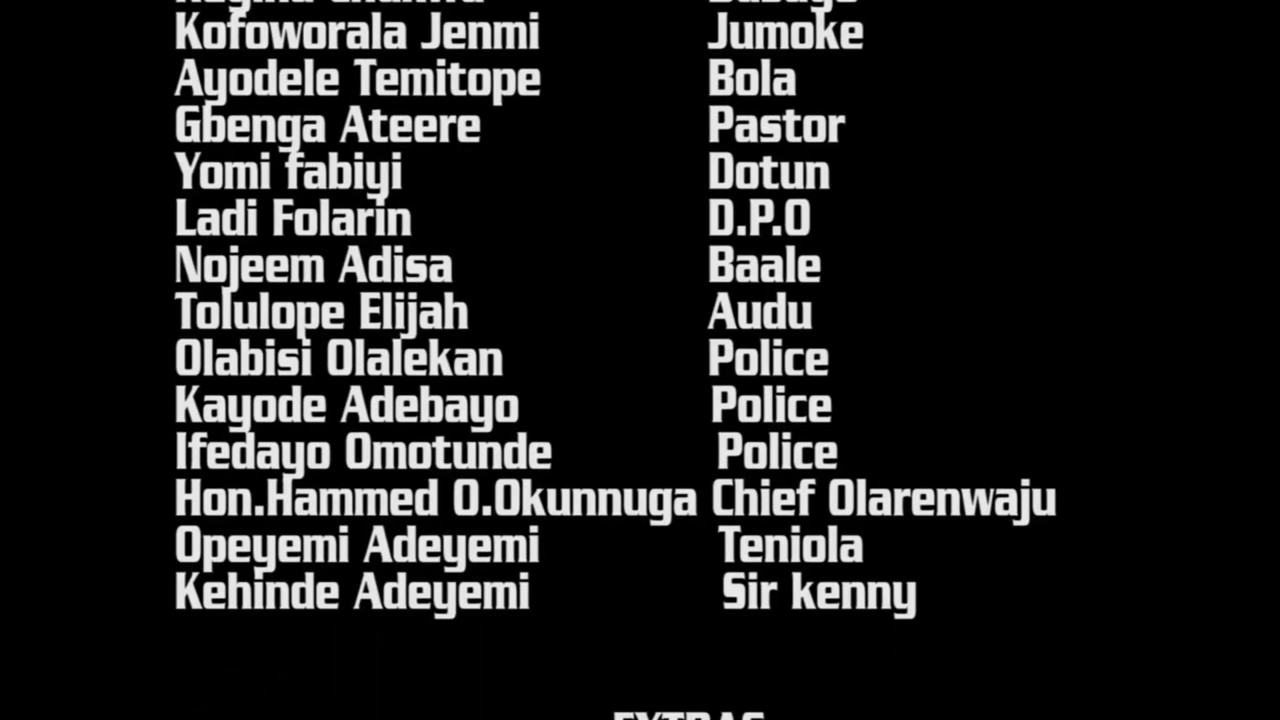 Kofoworala Jenmi Jumoke
Ayodele Temitope Bola
Gbenga Ateere Pastor
Yomi fabiyi Dotun
Ladi Folarin D.P.O
Nojeem Adisa Baale
Tolulope Elijah Audu
Olabisi Olalekan Police
Kayode Adebayo Police
Ifedayo Omotunde Police
Hon.Hammed O.Okunnuga Chief Olarenwaju
Opeyemi Adeyemi Teniola
Kehinde Adeyemi Sir kenny
EXTRAS